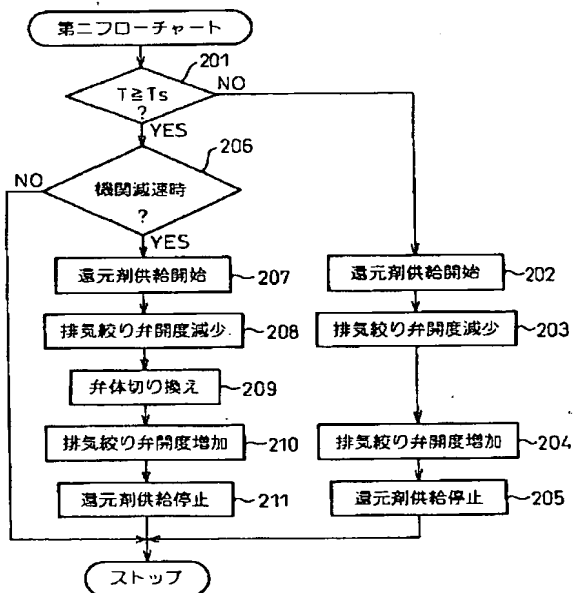 第二フローチャート
201
T≧Ts
?
NO
YES
206
NO
機関減速時
?
YES
還元剤供給開始
207
還元剤供給開始
202
排気絞り弁開度減少
208
排気絞り弁開度減少
203
弁体切り換え
209
排気絞り弁開度増加
210
排気絞り弁開度増加
204
還元剤供給停止
211
還元剤供給停止
205
ストップ